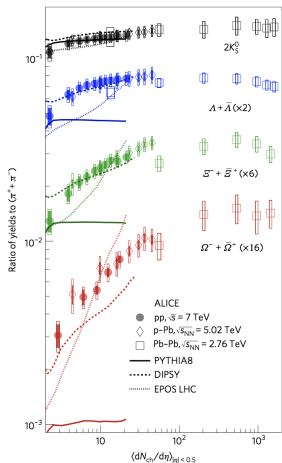 10⁻¹
2K⁰S
Λ + Λ̄ (×2)
Ξ⁻ + Ξ̄⁺ (×6)
Ratio of yields to (π⁺ + π⁻)
10⁻²
Ω⁻ + Ω̄⁺ (×16)
ALICE
pp, √s = 7 TeV
p–Pb, √sNN = 5.02 TeV
Pb–Pb, √sNN = 2.76 TeV
PYTHIA8
DIPSY
EPOS LHC
10⁻³
10 10² 10³
⟨dNch/dη⟩|η| < 0.5